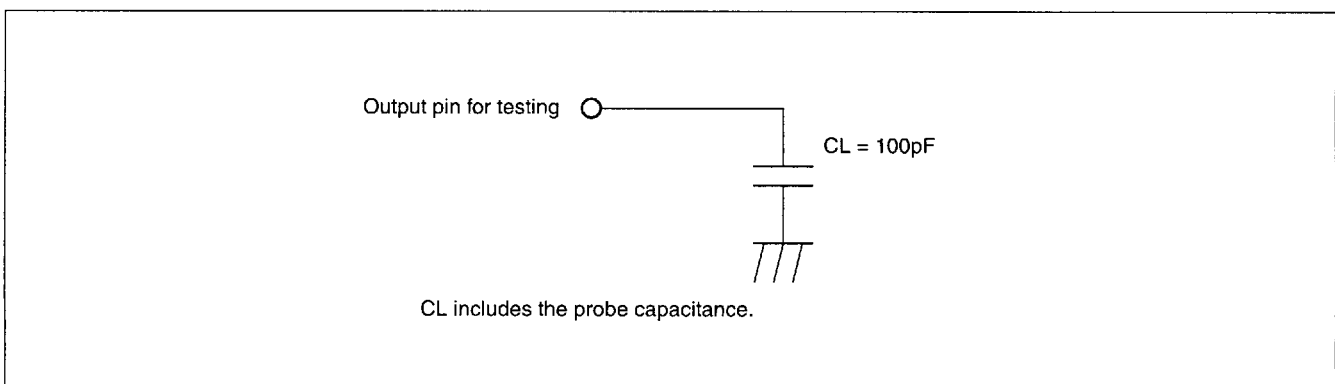 Output pin for testing
CL = 100pF
CL includes the probe capacitance.